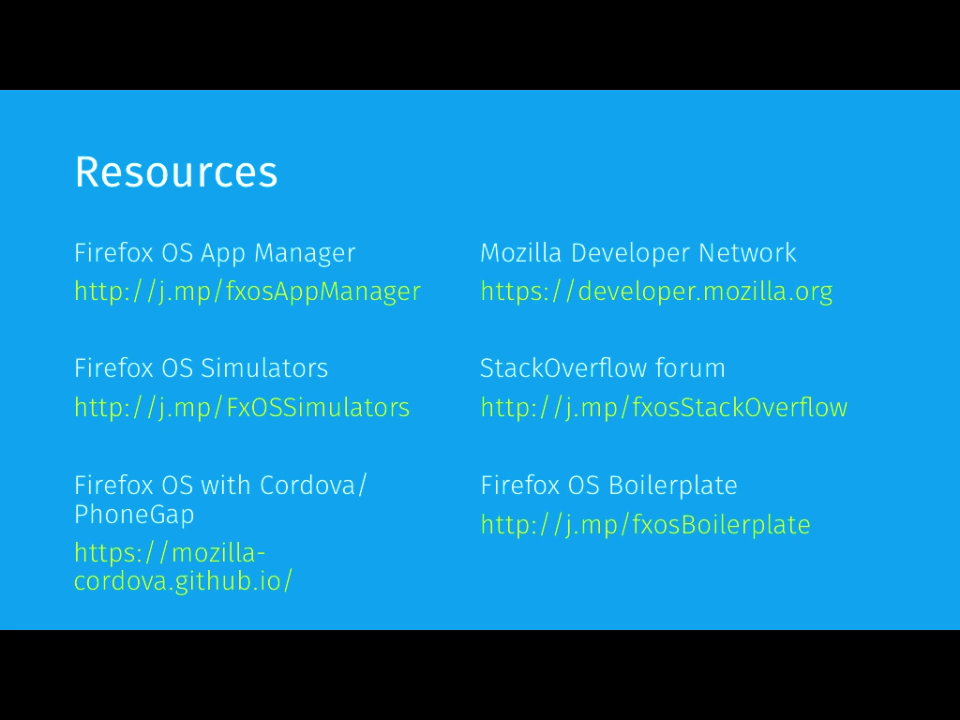 Resources
Firefox OS App Manager
http://j.mp/fxosAppManager
Firefox OS Simulators
http://j.mp/FxOSSimulators
Firefox OS with Cordova/
PhoneGap
https://mozilla-
cordova.github.io/
Mozilla Developer Network
https://developer.mozilla.org
StackOverflow forum
http://j.mp/fxosStackOverflow
Firefox OS Boilerplate
http://j.mp/fxosBoilerplate